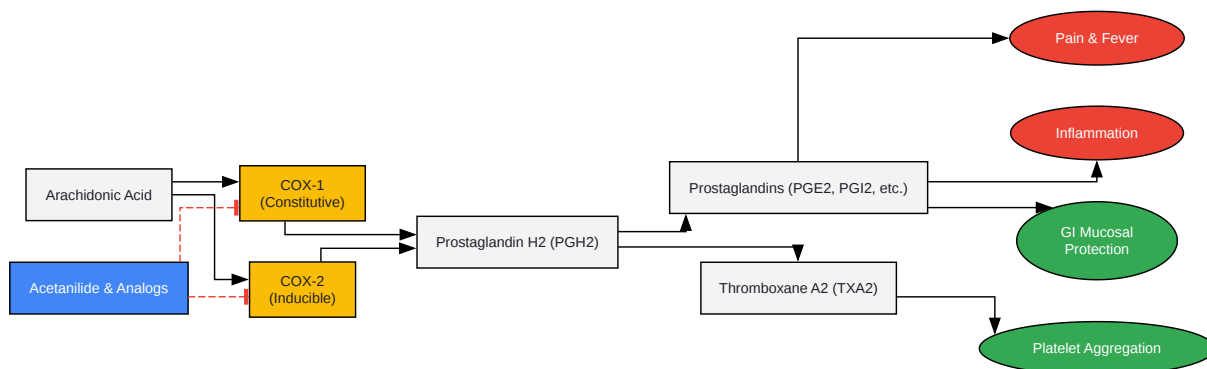 Pain & Fever
Inflammation
COX-1
(Constitutive)
Arachidonic Acid
Prostaglandins (PGE2, PGI2, etc.)
GI Mucosal
Protection
Prostaglandin H2 (PGH2)
Acetanilide & Analogs
COX-2
(Inducible)
Thromboxane A2 (TXA2)
Platelet Aggregation